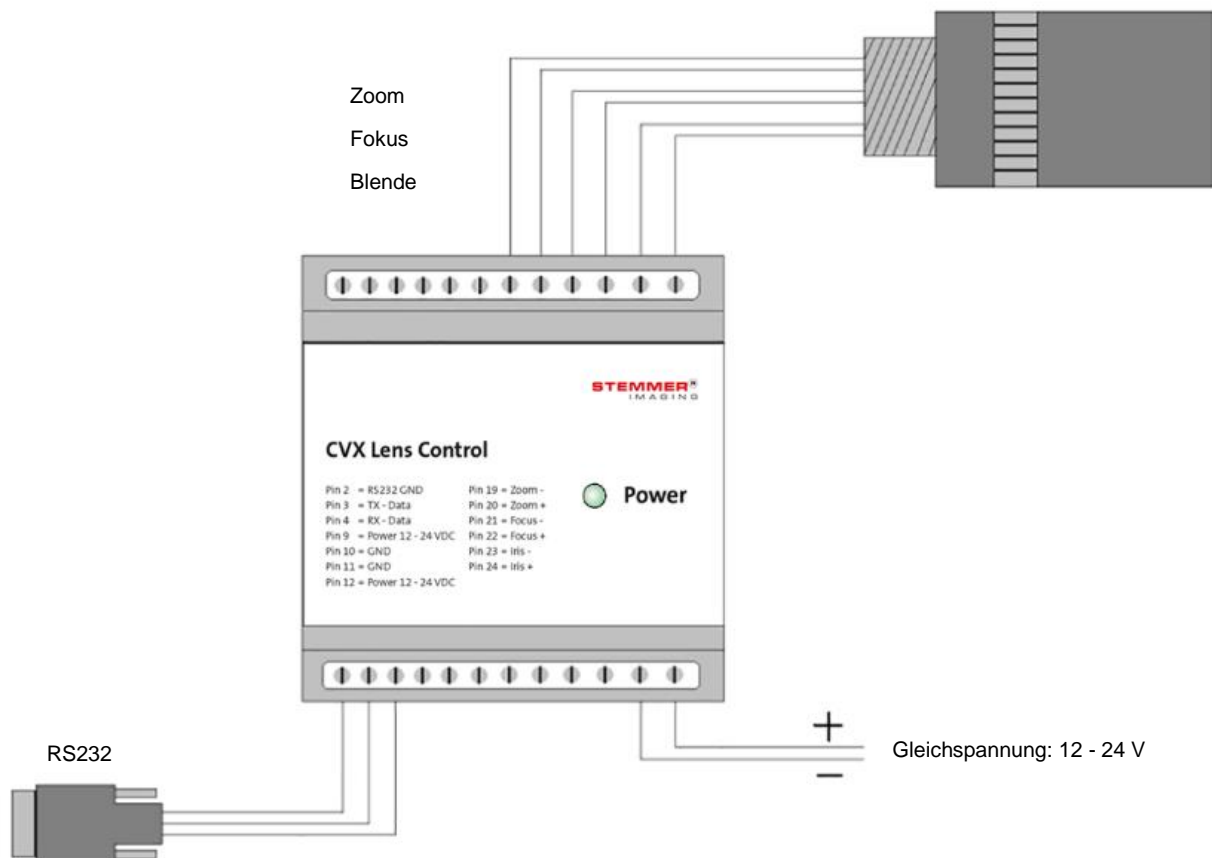 Zoom
Fokus
Blende
STEMMER®
IMAGING
CVX Lens Control
Pin 2 = RS232 GND
Pin 3 = TX - Data
Pin 4 = RX - Data
Pin 9 = Power 12 - 24 VDC
Pin 10 = GND
Pin 11 = GND
Pin 12 = Power 12 - 24 VDC
Pin 19 = Zoom -
Pin 20 = Zoom +
Pin 21 = Focus -
Pin 22 = Focus +
Pin 23 = Iris -
Pin 24 = Iris +
Power
RS232
+
Gleichspannung: 12 - 24 V
−